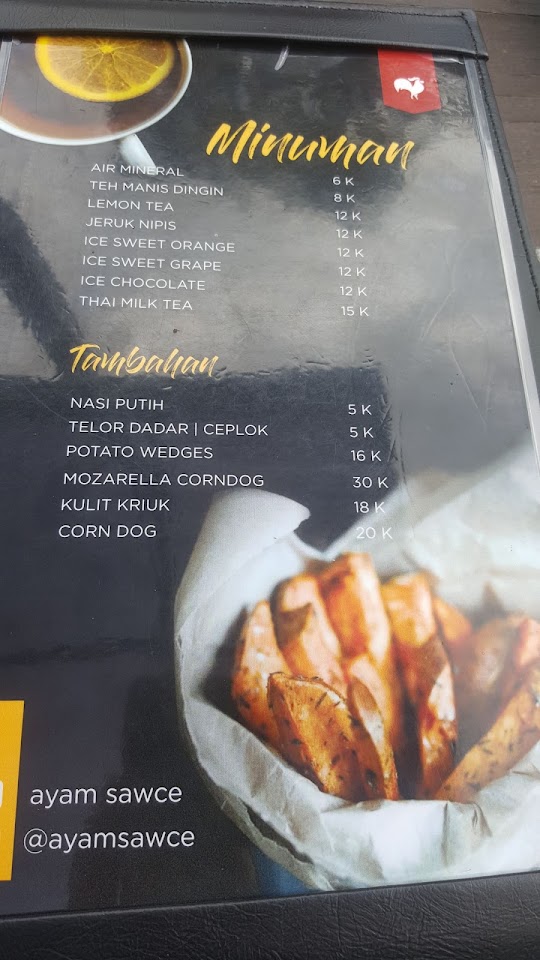 Minuman
AIR MINERAL 6 K
TEH MANIS DINGIN 8 K
LEMON TEA 12 K
JERUK NIPIS 12 K
ICE SWEET ORANGE 12 K
ICE SWEET GRAPE 12 K
ICE CHOCOLATE 12 K
THAI MILK TEA 15 K
Tambahan
NASI PUTIH 5 K
TELOR DADAR | CEPLOK 5 K
POTATO WEDGES 16 K
MOZARELLA CORNDOG 30 K
KULIT KRIUK 18 K
CORN DOG 20 K
ayam sawce
@ayamsawce